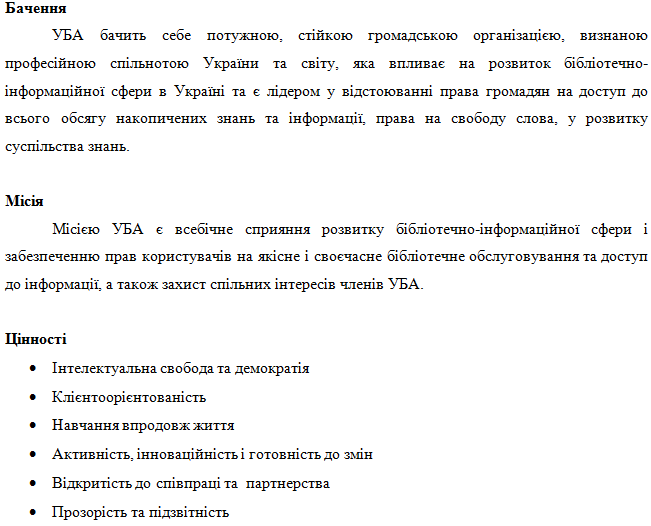 Бачення
УБА бачить себе потужною, стійкою громадською організацією, визнаною
професійною спільнотою України та світу, яка впливає на розвиток бібліотечно-
інформаційної сфери в Україні та є лідером у відстоюванні права громадян на доступ до
всього обсягу накопичених знань та інформації, права на свободу слова, у розвитку
суспільства знань.
Місія
Місією УБА є всебічне сприяння розвитку бібліотечно-інформаційної сфери і
забезпеченню прав користувачів на якісне і своєчасне бібліотечне обслуговування та доступ
до інформації, а також захист спільних інтересів членів УБА.
Цінності
• Інтелектуальна свобода та демократія
• Клієнтоорієнтованість
• Навчання впродовж життя
• Активність, інноваційність і готовність до змін
• Відкритість до співпраці та партнерства
• Прозорість та підзвітність